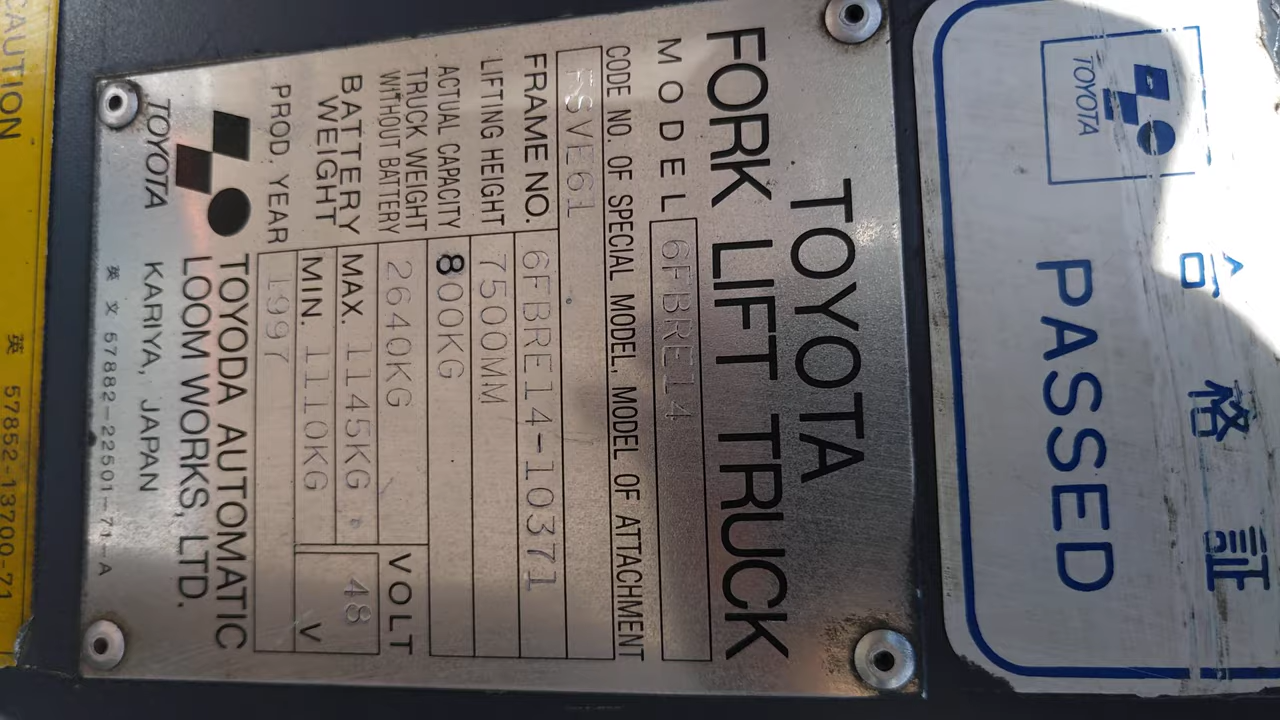 TOYOTA
合格証
PASSED
TOYOTA
FORK LIFT TRUCK
MODEL 6FBRE14
CODE NO. OF SPECIAL MODEL, MODEL OF ATTACHMENT
FSVE61
FRAME NO. 6FBRE14-10371
LIFTING HEIGHT 7500MM
ACTUAL CAPACITY 800KG
TRUCK WEIGHT
WITHOUT BATTERY 2640KG
BATTERY
WEIGHT
MAX. 1145KG
MIN. 1110KG
VOLT
48
V
PROD. YEAR 1997
TOYODA AUTOMATIC
LOOM WORKS, LTD.
TOYOTA KARIYA, JAPAN
英文 57882-22501-71-A
CAUTION
英 57852-13700-71